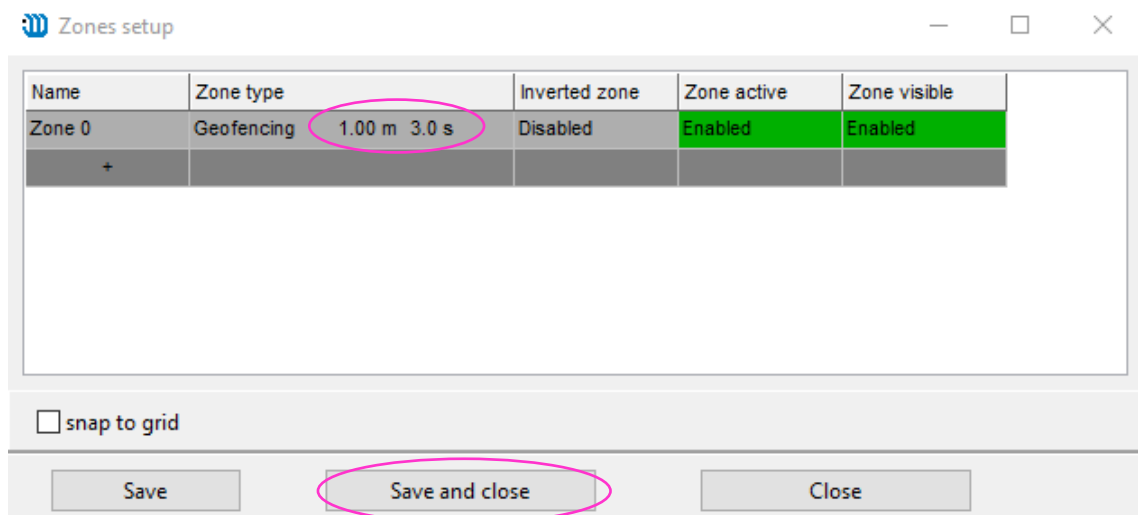 Zones setup
Name Zone type Inverted zone Zone active Zone visible
Zone 0 Geofencing 1.00 m 3.0 s Disabled Enabled Enabled
+
snap to grid
Save Save and close Close